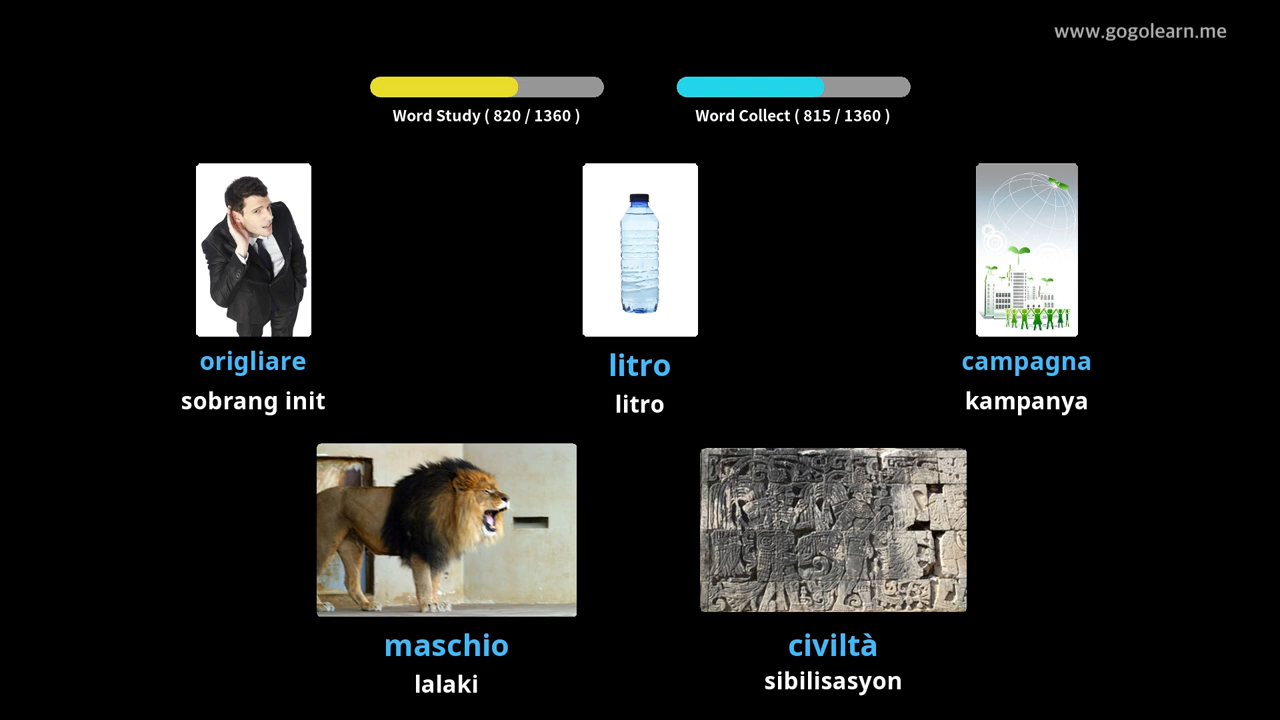 www.gogolearn.me
Word Study ( 820 / 1360 )
Word Collect ( 815 / 1360 )
origliare
sobrang init
litro
litro
campagna
kampanya
maschio
lalaki
civiltà
sibilisasyon